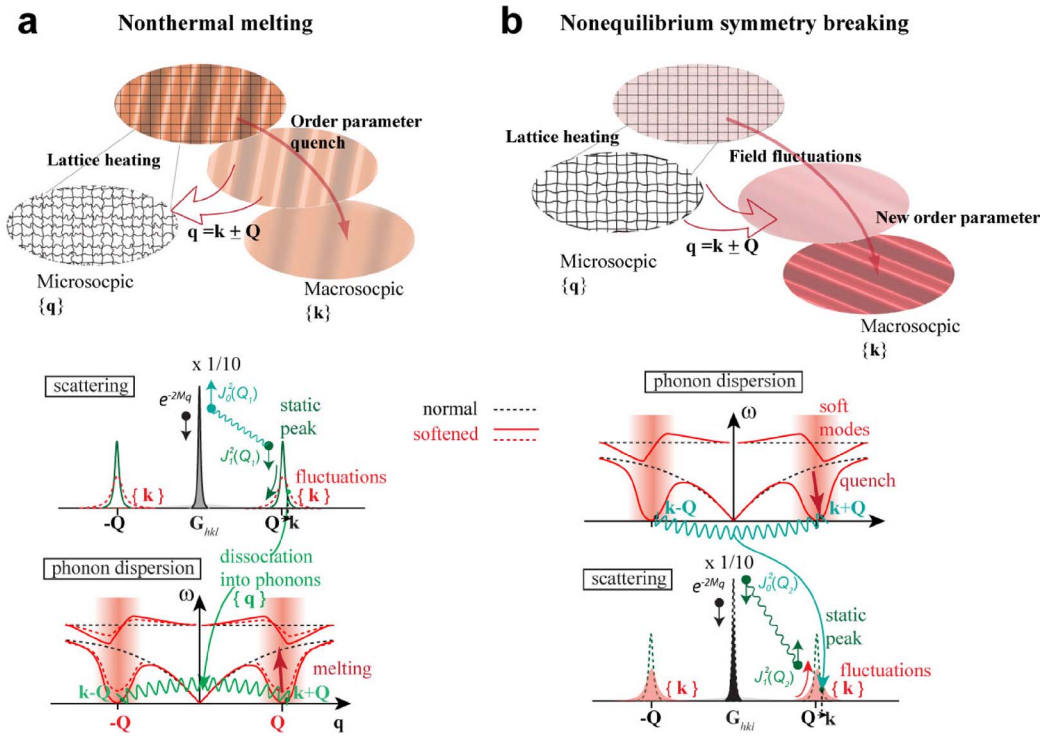 a
Nonthermal melting
Order parameter
quench
Lattice heating
q =k ± Q
Microsocpic
{q}
Macrosocpic
{k}
scattering
x 1/10
e^-2Mq
J₀²(Q₁)
J₁²(Q₁)
static
peak
fluctuations
{ k }
{ k }
-Q
G_hkl
Q k
dissociation
into phonons
{ q }
phonon dispersion
ω
melting
k-Q
k+Q
-Q
Q
q
normal
softened
b
Nonequilibrium symmetry breaking
Lattice heating
Field fluctuations
New order parameter
q =k ± Q
Microsocpic
{q}
Macrosocpic
{k}
phonon dispersion
ω
soft
modes
quench
k-Q
k+Q
scattering
x 1/10
e^-2Mq
J₀²(Q₂)
J₁²(Q₂)
static
peak
fluctuations
{ k }
{ k }
-Q
G_hkl
Q k